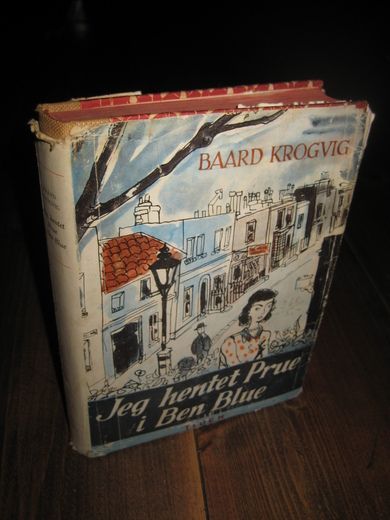 BAARD KROGVIG
Jeg hentet Prue
i Ben Blue